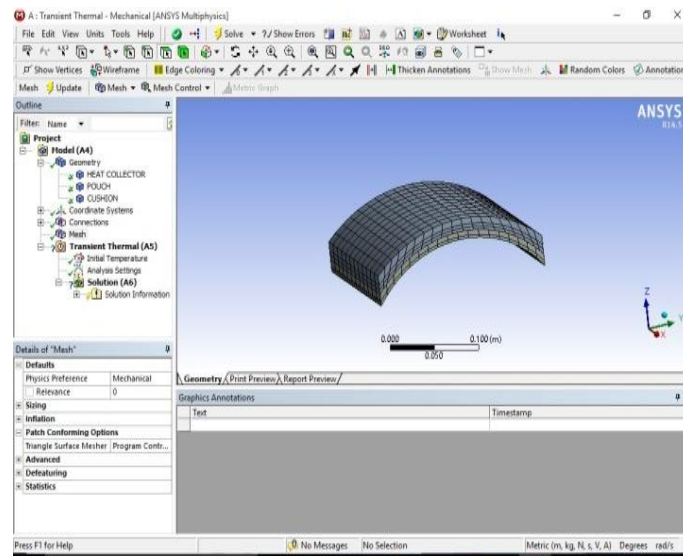 A : Transient Thermal - Mechanical [ANSYS Multiphysics]
File Edit View Units Tools Help Solve ?/ Show Errors Worksheet
Show Vertices Wireframe Edge Coloring Thicken Annotations Show Mesh Random Colors Annotation
Mesh Update Mesh Mesh Control Metric Graph
Outline
Filter: Name
Project
Model (A4)
Geometry
HEAT COLLECTOR
POUCH
CUSHION
Coordinate Systems
Connections
Mesh
Transient Thermal (A5)
Initial Temperature
Analysis Settings
Solution (A6)
Solution Information
ANSYS
R14.5
Z
Y
X
0.000 0.100 (m)
0.050
Details of "Mesh"
Defaults
Physics Preference Mechanical
Relevance 0
Sizing
Inflation
Patch Conforming Options
Triangle Surface Mesher Program Contr...
Advanced
Defeaturing
Statistics
Geometry Print Preview Report Preview
Graphics Annotations
Text Timestamp
Press F1 for Help No Messages No Selection Metric (m, kg, N, s, V, A) Degrees rad/s